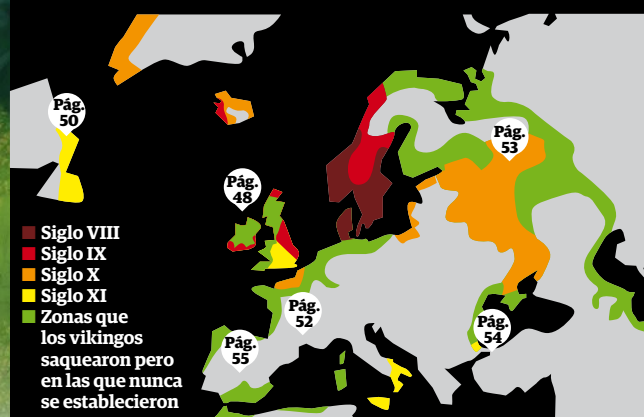 Pág.
50
Pág.
53
Pág.
48
Siglo VIII
Siglo IX
Siglo X
Siglo XI
Zonas que
los vikingos
saquearon pero
en las que nunca
se establecieron
Pág.
52
Pág.
54
Pág.
55